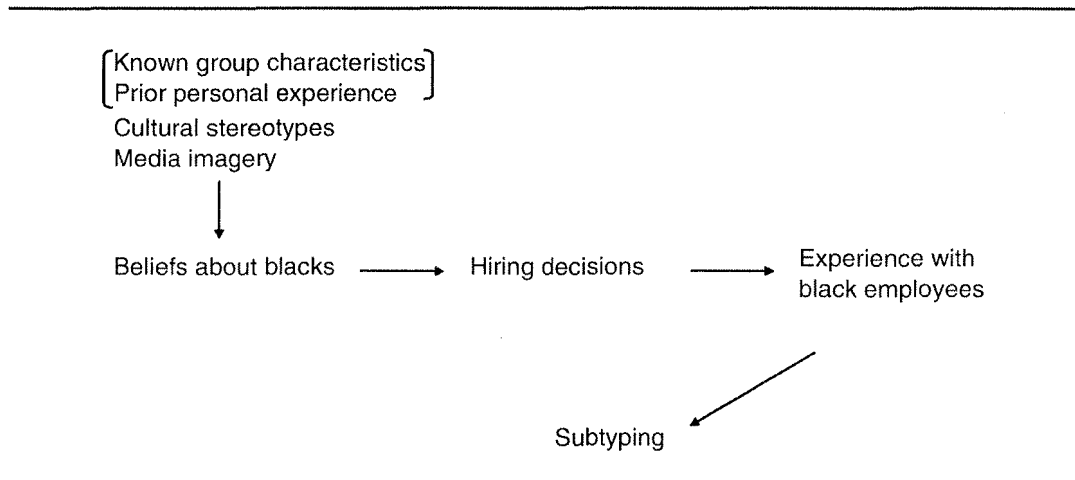 Known group characteristics
Prior personal experience
Cultural stereotypes
Media imagery
Beliefs about blacks
Hiring decisions
Experience with
black employees
Subtyping